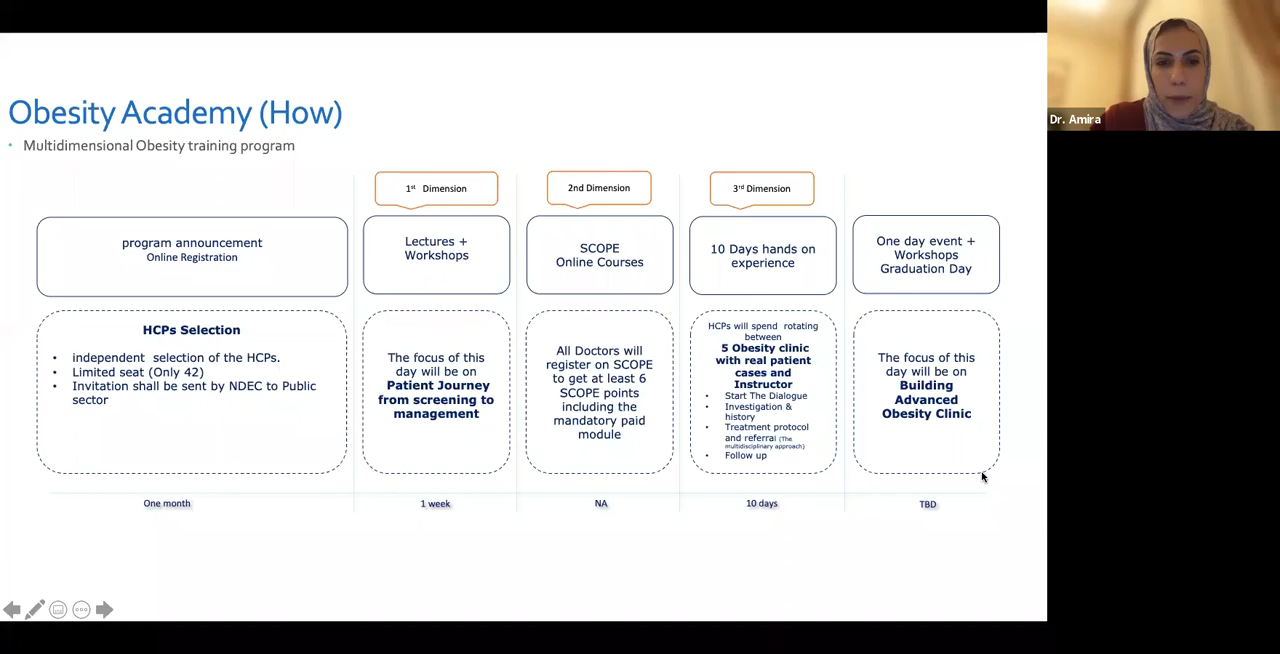 Obesity Academy (How)
• Multidimensional Obesity training program
1st Dimension
2nd Dimension
3rd Dimension
program announcement
Online Registration
Lectures +
Workshops
SCOPE
Online Courses
10 Days hands on
experience
One day event +
Workshops
Graduation Day
HCPs Selection
• independent selection of the HCPs.
• Limited seat (Only 42)
• Invitation shall be sent by NDEC to Public
sector
The focus of this
day will be on
Patient Journey
from screening to
management
All Doctors will
register on SCOPE
to get at least 6
SCOPE points
including the
mandatory paid
module
HCPs will spend rotating
between
5 Obesity clinic
with real patient
cases and
Instructor
• Start The Dialogue
• Investigation &
history
• Treatment protocol
and referral (The
multidisciplinary approach)
• Follow up
The focus of this
day will be on
Building
Advanced
Obesity Clinic
One month
1 week
NA
10 days
TBD
Dr. Amira